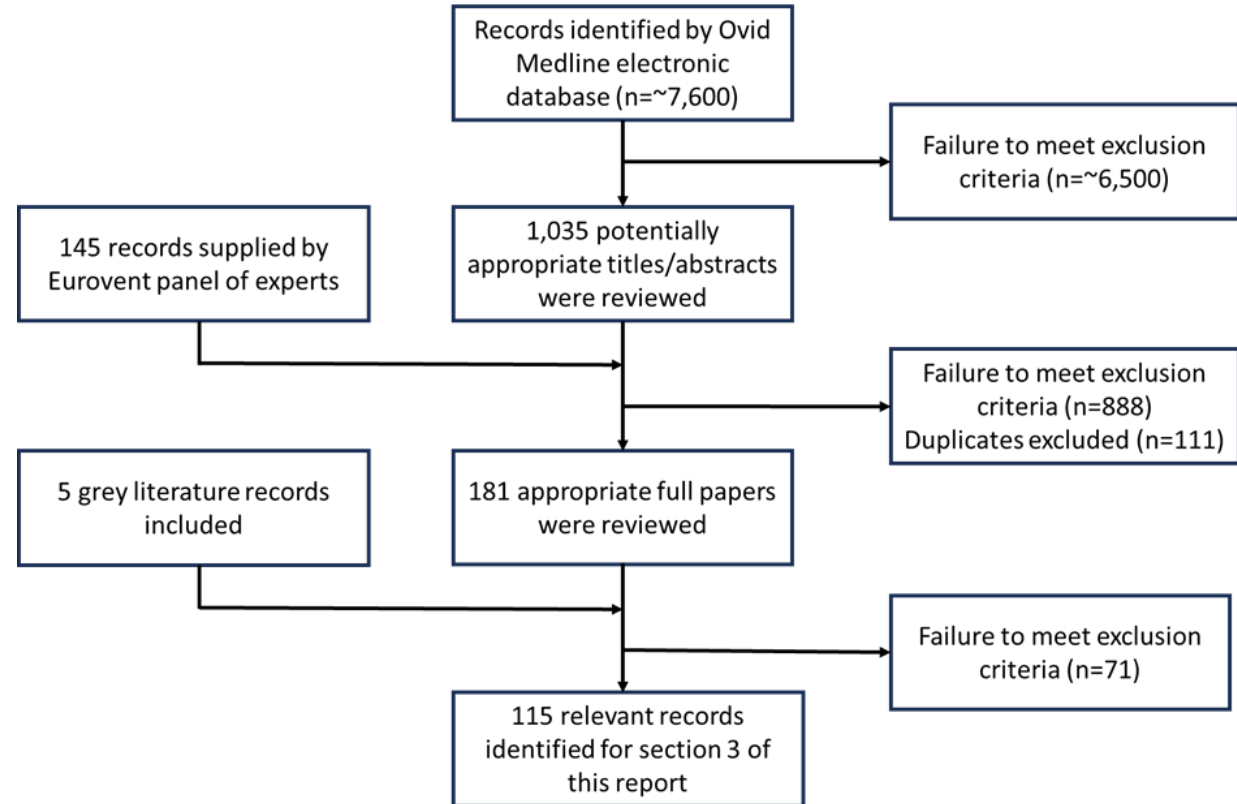 Records identified by Ovid
Medline electronic
database (n=~7,600)
Failure to meet exclusion
criteria (n=~6,500)
145 records supplied by
Eurovent panel of experts
1,035 potentially
appropriate titles/abstracts
were reviewed
Failure to meet exclusion
criteria (n=888)
Duplicates excluded (n=111)
5 grey literature records
included
181 appropriate full papers
were reviewed
Failure to meet exclusion
criteria (n=71)
115 relevant records
identified for section 3 of
this report